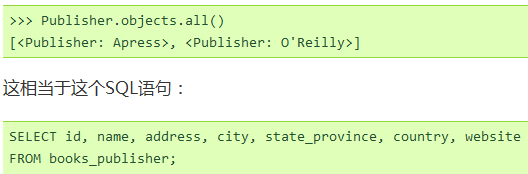 >>> Publisher.objects.all()
[<Publisher: Apress>, <Publisher: O'Reilly>]
这相当于这个SQL语句：
SELECT id, name, address, city, state_province, country, website
FROM books_publisher;